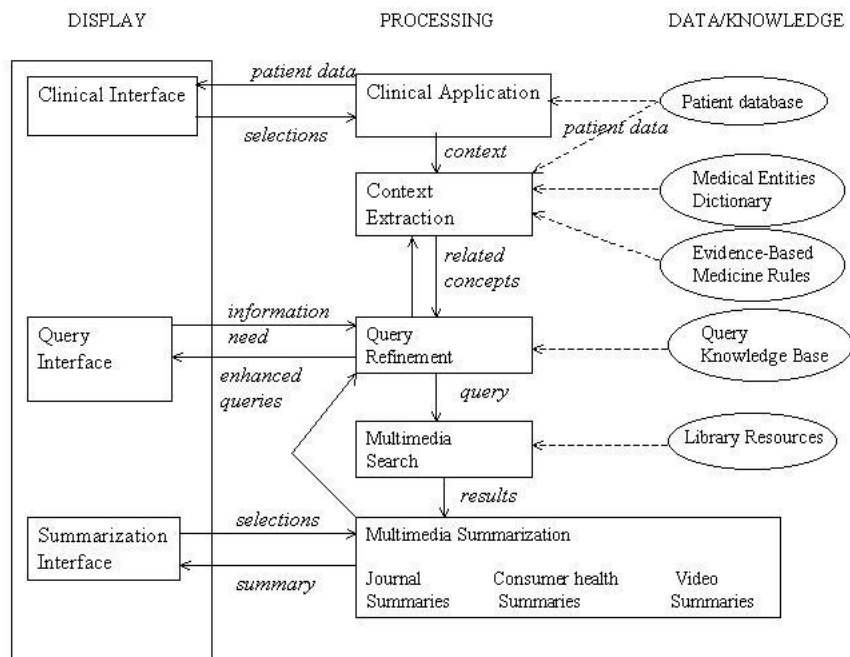 DISPLAY
PROCESSING
DATA/KNOWLEDGE
Clinical Interface
patient data
selections
Clinical Application
patient data
Patient database
context
Context
Extraction
Medical Entities
Dictionary
Evidence-Based
Medicine Rules
related
concepts
Query
Interface
information
need
enhanced
queries
Query
Refinement
Query
Knowledge Base
query
Multimedia
Search
Library Resources
results
Summarization
Interface
selections
summary
Multimedia Summarization
Journal
Summaries
Consumer health
Summaries
Video
Summaries